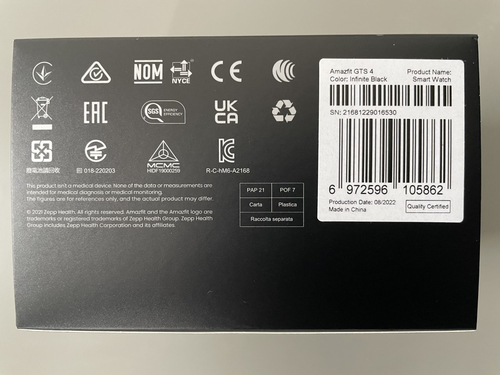 NOM
NYCE
CE
EAC
SGS
ENERGY
EFFICIENCY
UK
CA
廢電池請回收
回 018-220203
MCMC
HIDF19000259
R-C-hM6-A2168
This product isn't a medical device. None of the data or measurements are
intended for medical diagnosis or medical monitoring.
The figures are for references only, and the actual product may differ.
© 2021 Zepp Health. All rights reserved. Amazfit and the Amazfit logo are
trademarks or registered trademarks of Zepp Health Group. Zepp Health
Group includes Zepp Health Corporation and its affiliates.
PAP 21 POF 7
Carta Plastica
Raccolta separata
Amazfit GTS 4 Product Name:
Color: Infinite Black Smart Watch
SN: 21681229016530
6 972596 105862
Production Date: 08/2022
Made in China
Quality Certified